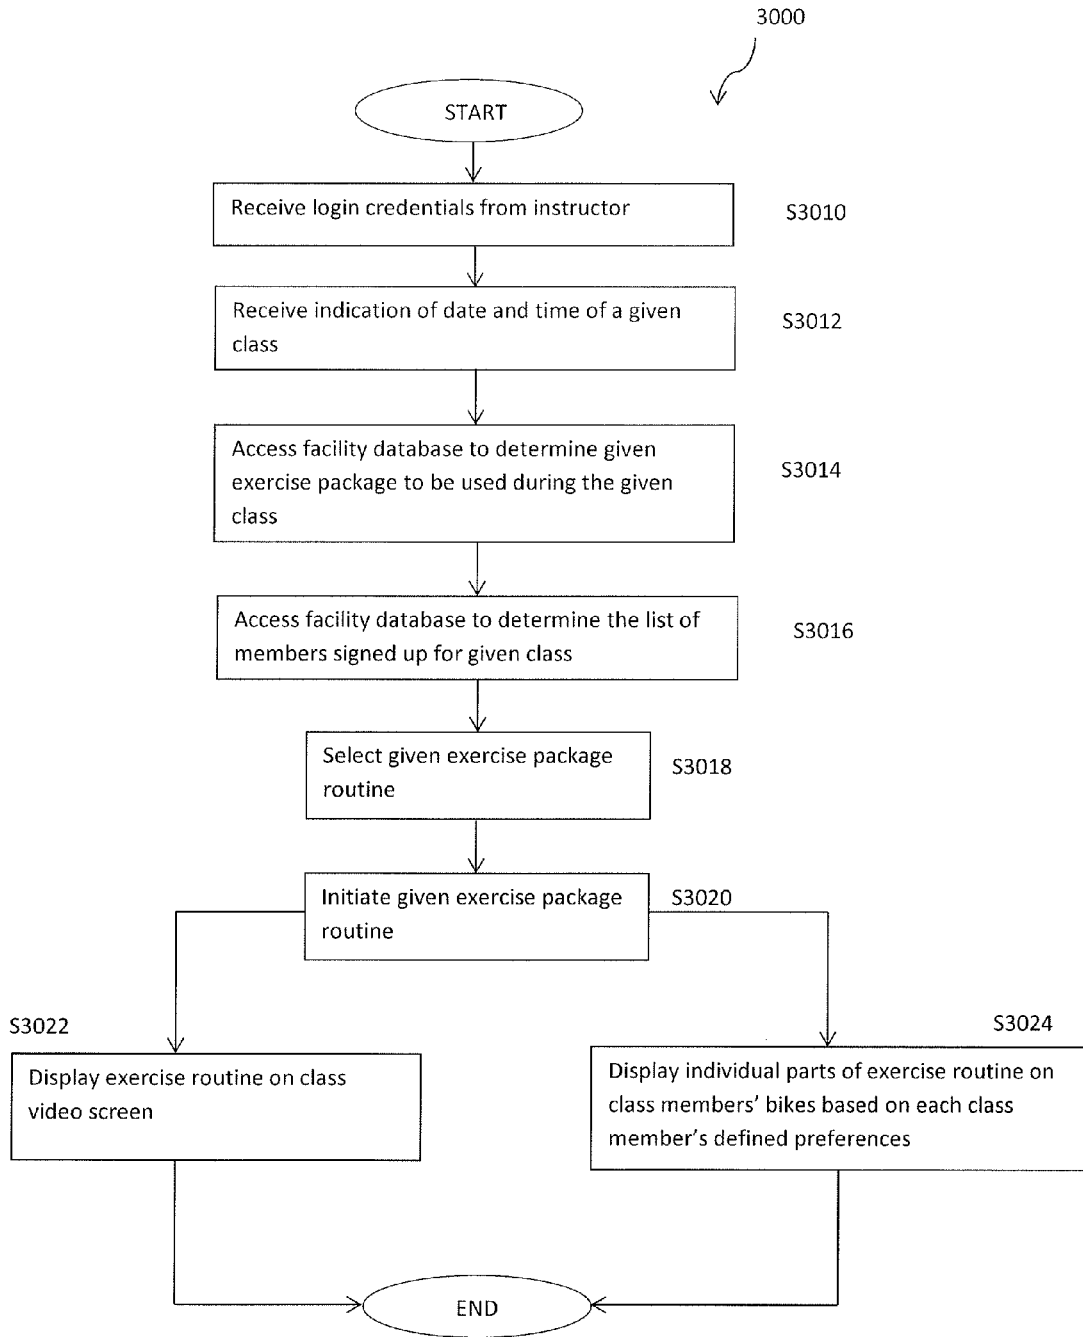 3000
START
Receive login credentials from instructor
S3010
Receive indication of date and time of a given
class
S3012
Access facility database to determine given
exercise package to be used during the given
class
S3014
Access facility database to determine the list of
members signed up for given class
S3016
Select given exercise package
routine
S3018
Initiate given exercise package
routine
S3020
S3022
Display exercise routine on class
video screen
S3024
Display individual parts of exercise routine on
class members’ bikes based on each class
member’s defined preferences
END